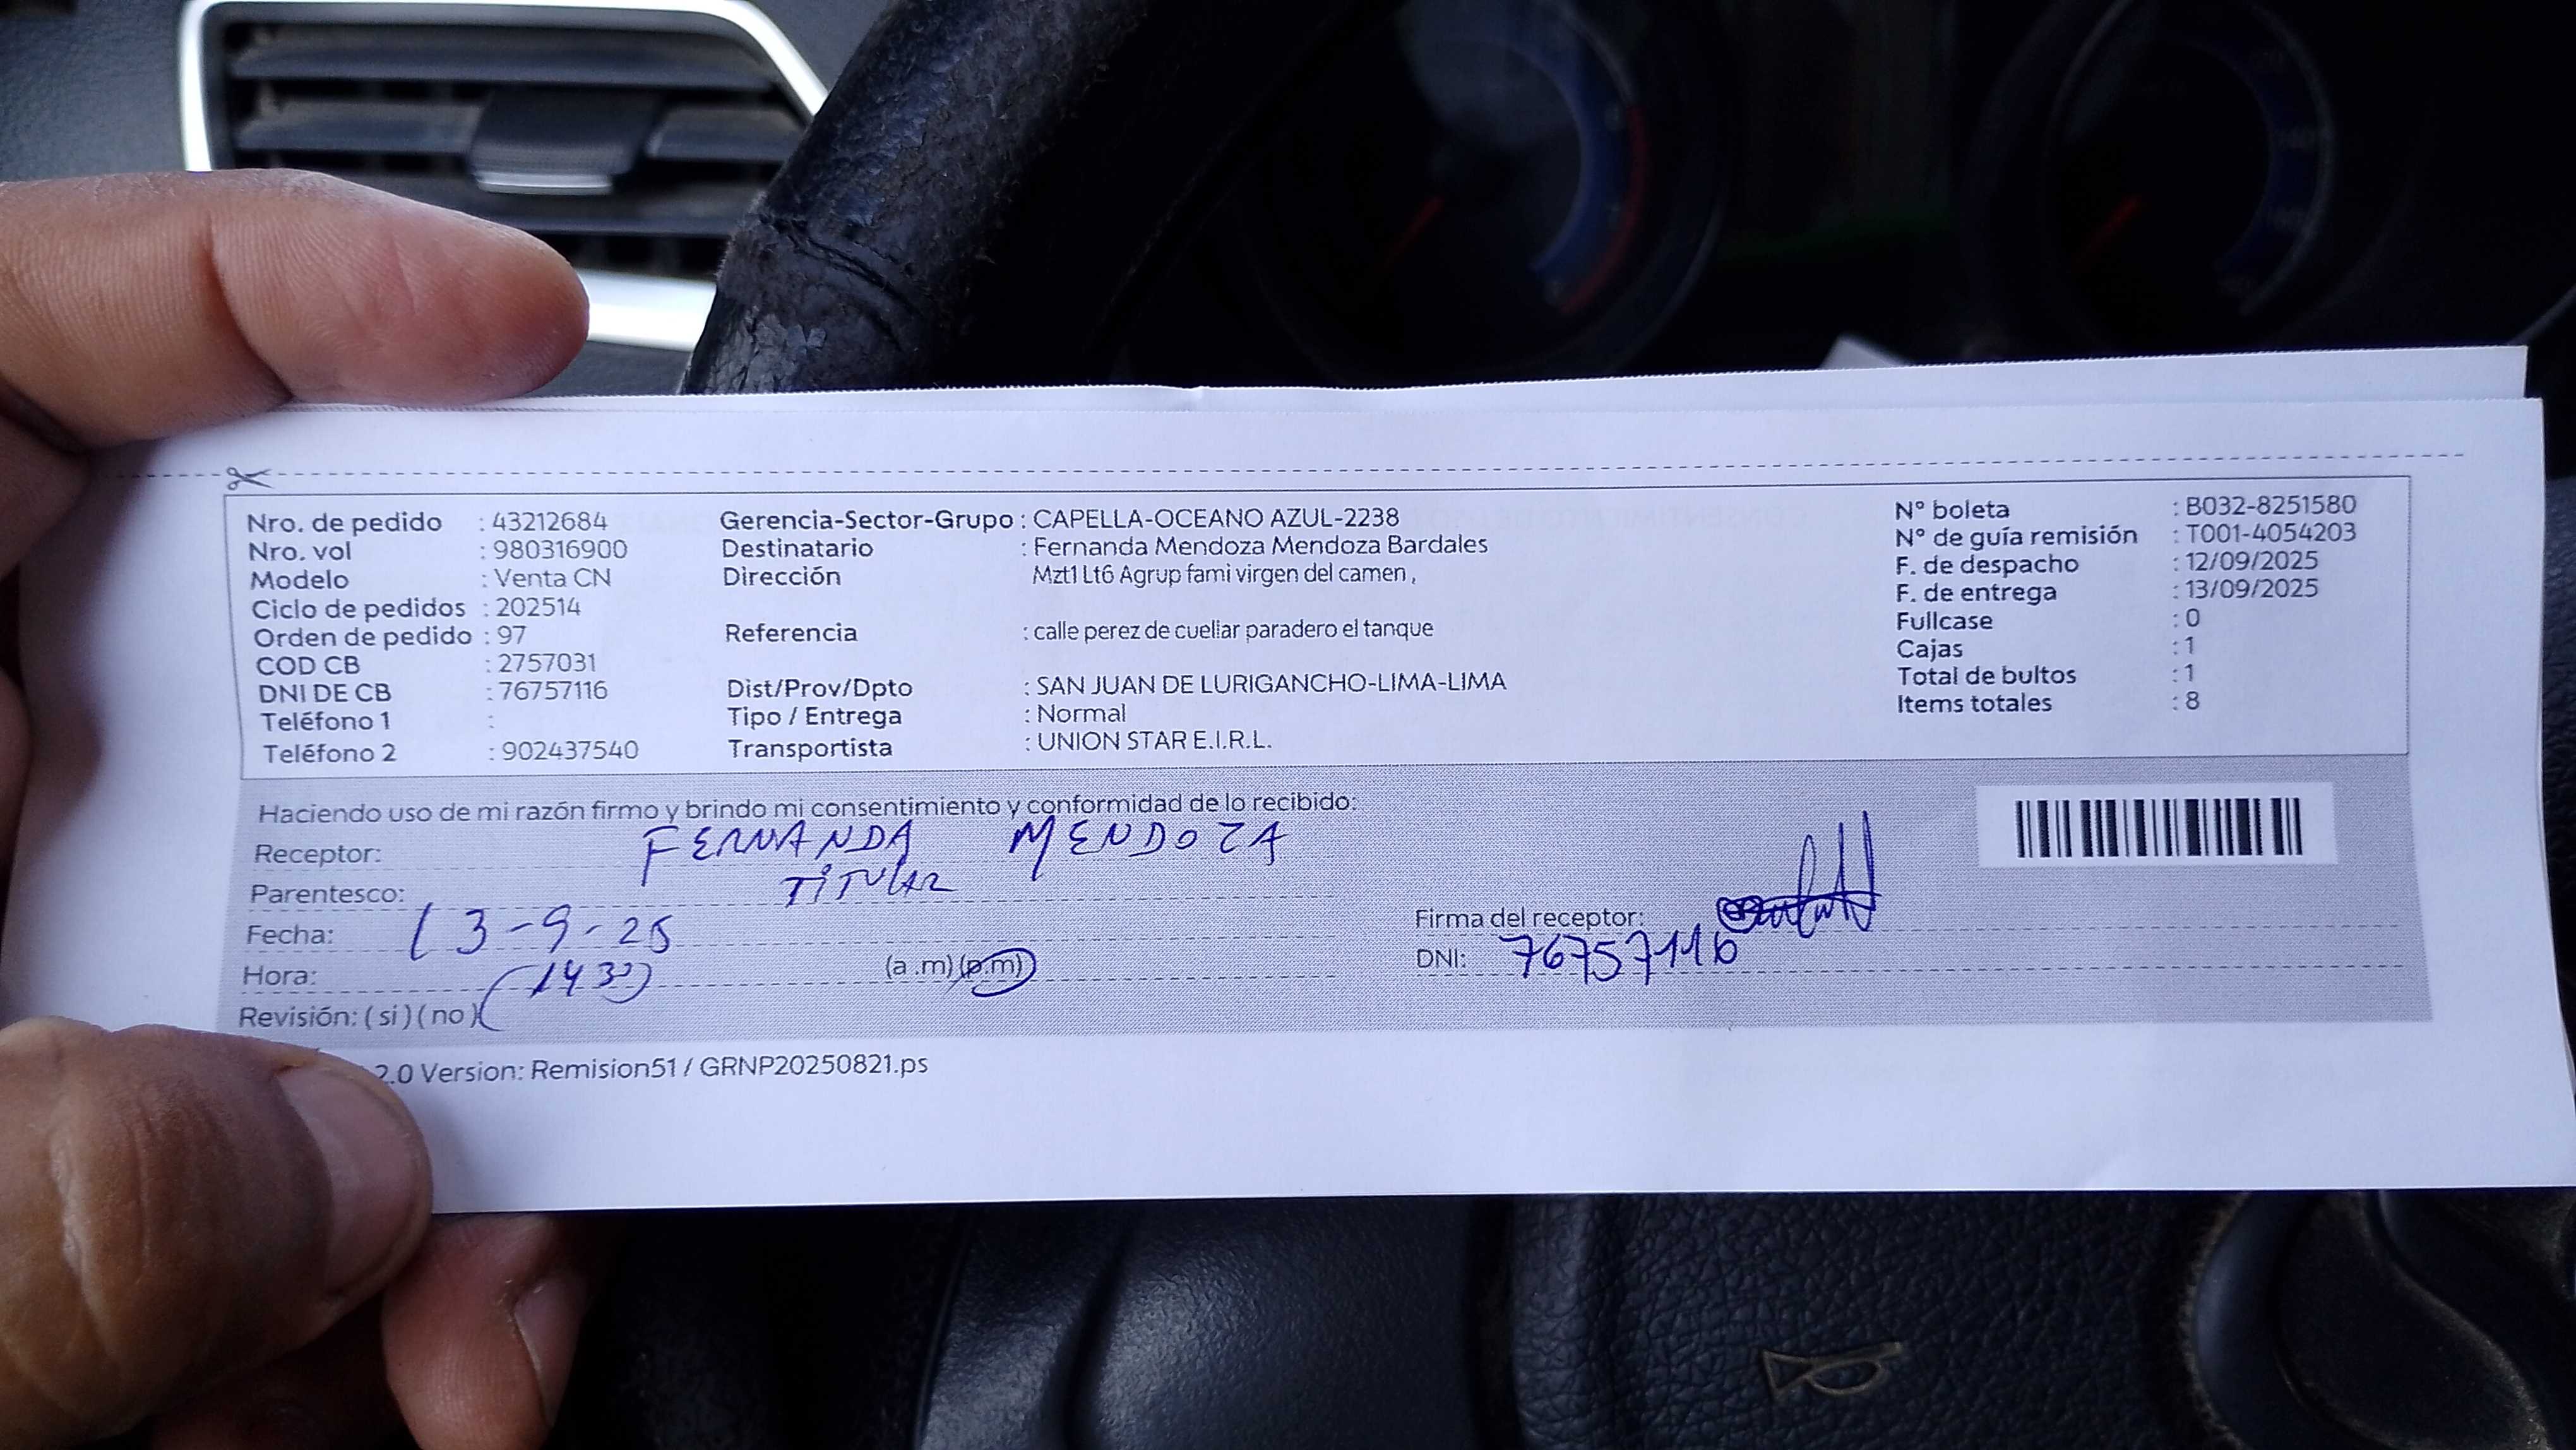 Nro. de pedido : 43212684
Nro. vol : 980316900
Modelo : Venta CN
Ciclo de pedidos : 202514
Orden de pedido : 97
COD CB : 2757031
DNI DE CB : 76757116
Teléfono 1 :
Teléfono 2 : 902437540
Gerencia-Sector-Grupo : CAPELLA-OCEANO AZUL-2238
Destinatario : Fernanda Mendoza Mendoza Bardales
Dirección Mzt1 Lt6 Agrup fami virgen del camen ,
Referencia : calle perez de cuellar paradero el tanque
Dist/Prov/Dpto : SAN JUAN DE LURIGANCHO-LIMA-LIMA
Tipo / Entrega : Normal
Transportista : UNION STAR E.I.R.L.
N° boleta : B032-8251580
N° de guía remisión : T001-4054203
F. de despacho : 12/09/2025
F. de entrega : 13/09/2025
Fullcase : 0
Cajas : 1
Total de bultos : 1
Items totales : 8
Haciendo uso de mi razón firmo y brindo mi consentimiento y conformidad de lo recibido:
Receptor: FERNANDA MENDOZA
Parentesco: TITULAR
Fecha: 13-9-25
Hora: (1430) (a .m) (p.m)
Revisión: ( si ) ( no )
Firma del receptor:
DNI: 76757116
2.0 Version: Remision51 / GRNP20250821.ps